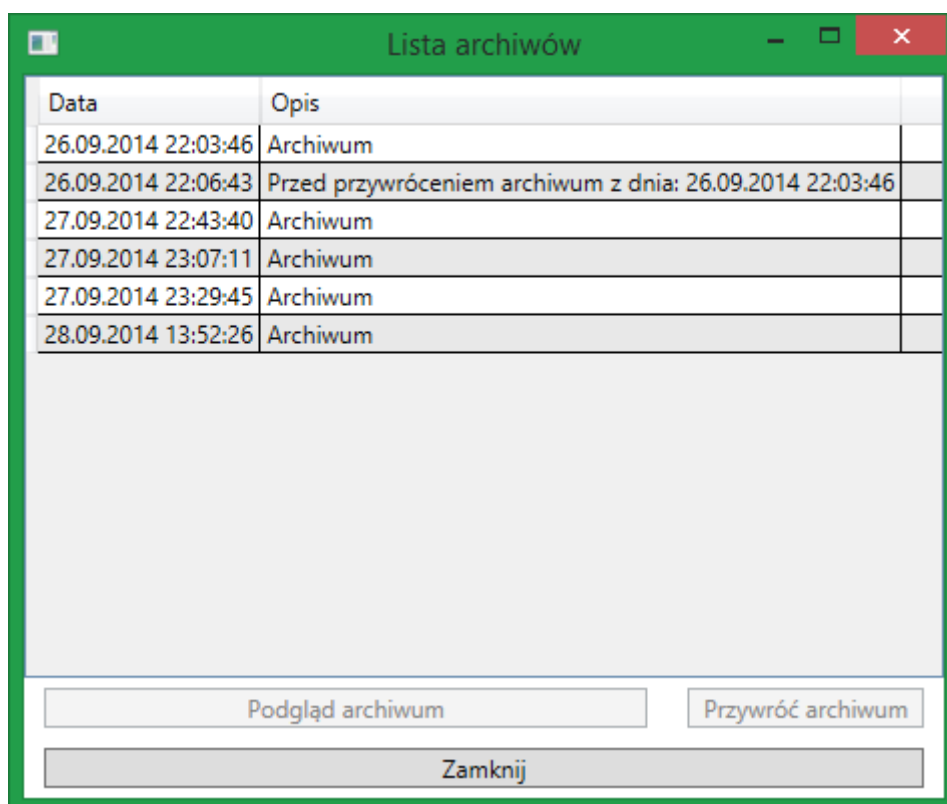 Lista archiwów
Data Opis
26.09.2014 22:03:46 Archiwum
26.09.2014 22:06:43 Przed przywróceniem archiwum z dnia: 26.09.2014 22:03:46
27.09.2014 22:43:40 Archiwum
27.09.2014 23:07:11 Archiwum
27.09.2014 23:29:45 Archiwum
28.09.2014 13:52:26 Archiwum
Podgląd archiwum Przywróć archiwum
Zamknij